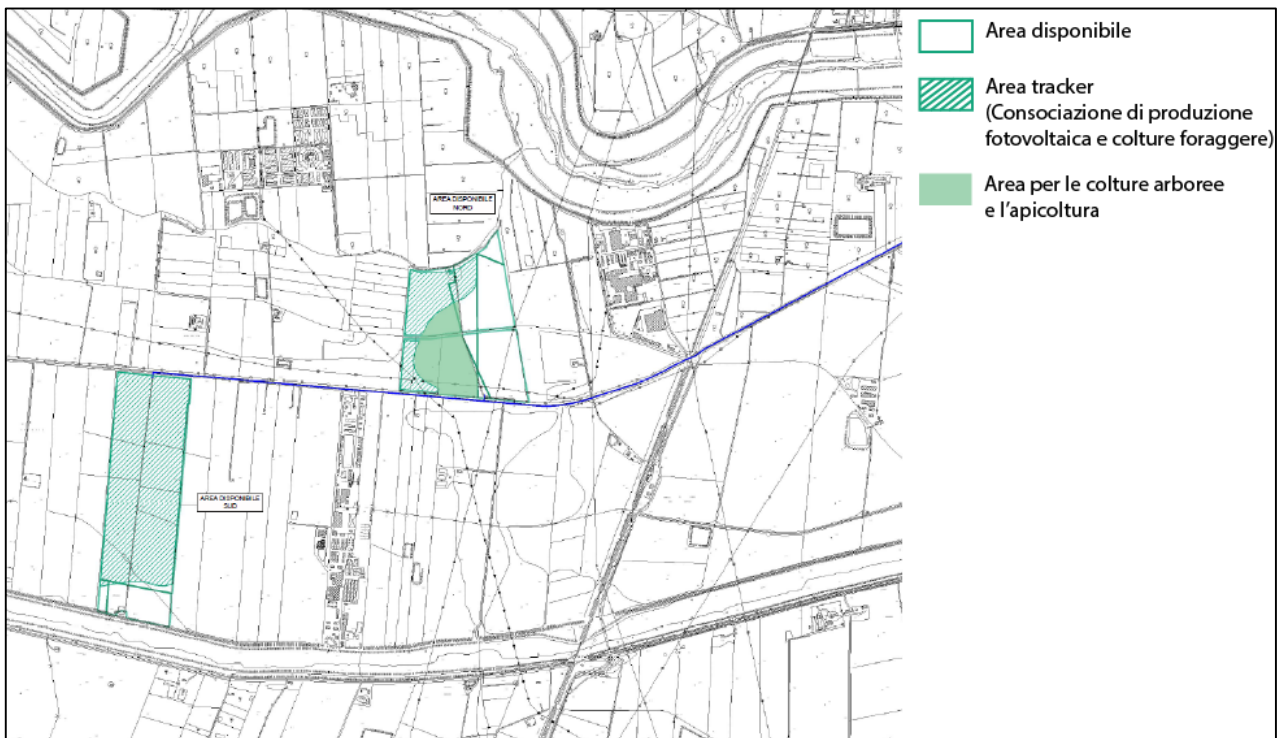 Area disponibile
Area tracker
(Consociazione di produzione
fotovoltaica e colture foraggere)
Area per le colture arboree
e l'apicoltura
AREA DISPONIBILE
NORD
AREA DISPONIBILE
SUD